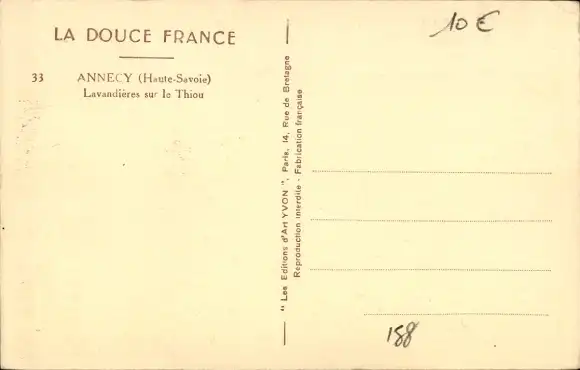 LA DOUCE FRANCE
33 ANNECY (Haute-Savoie)
Lavandières sur le Thiou
" Les Editions d'Art YVON ", Paris, 14, Rue de Bretagne
Reproduction interdite - Fabrication française
10 €
188